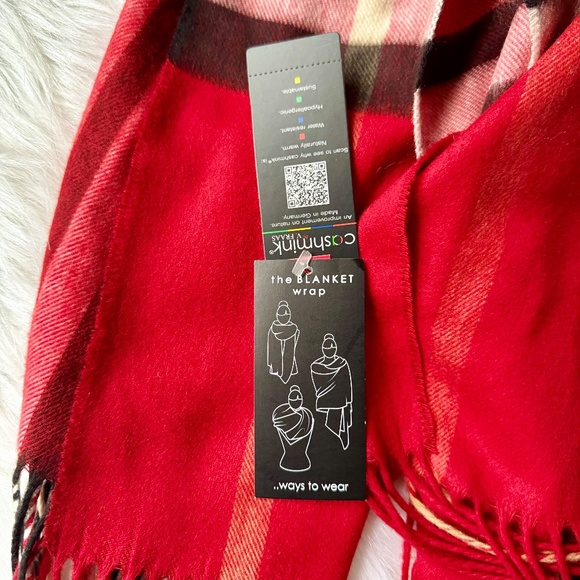 cashmink®
V. FRAAS
An improvement on nature.
Made in Germany.
Scan to see why cashmink® is:
Naturally warm.
Water resistant.
Hypoallergenic.
Sustainable.
the BLANKET
wrap
..ways to wear